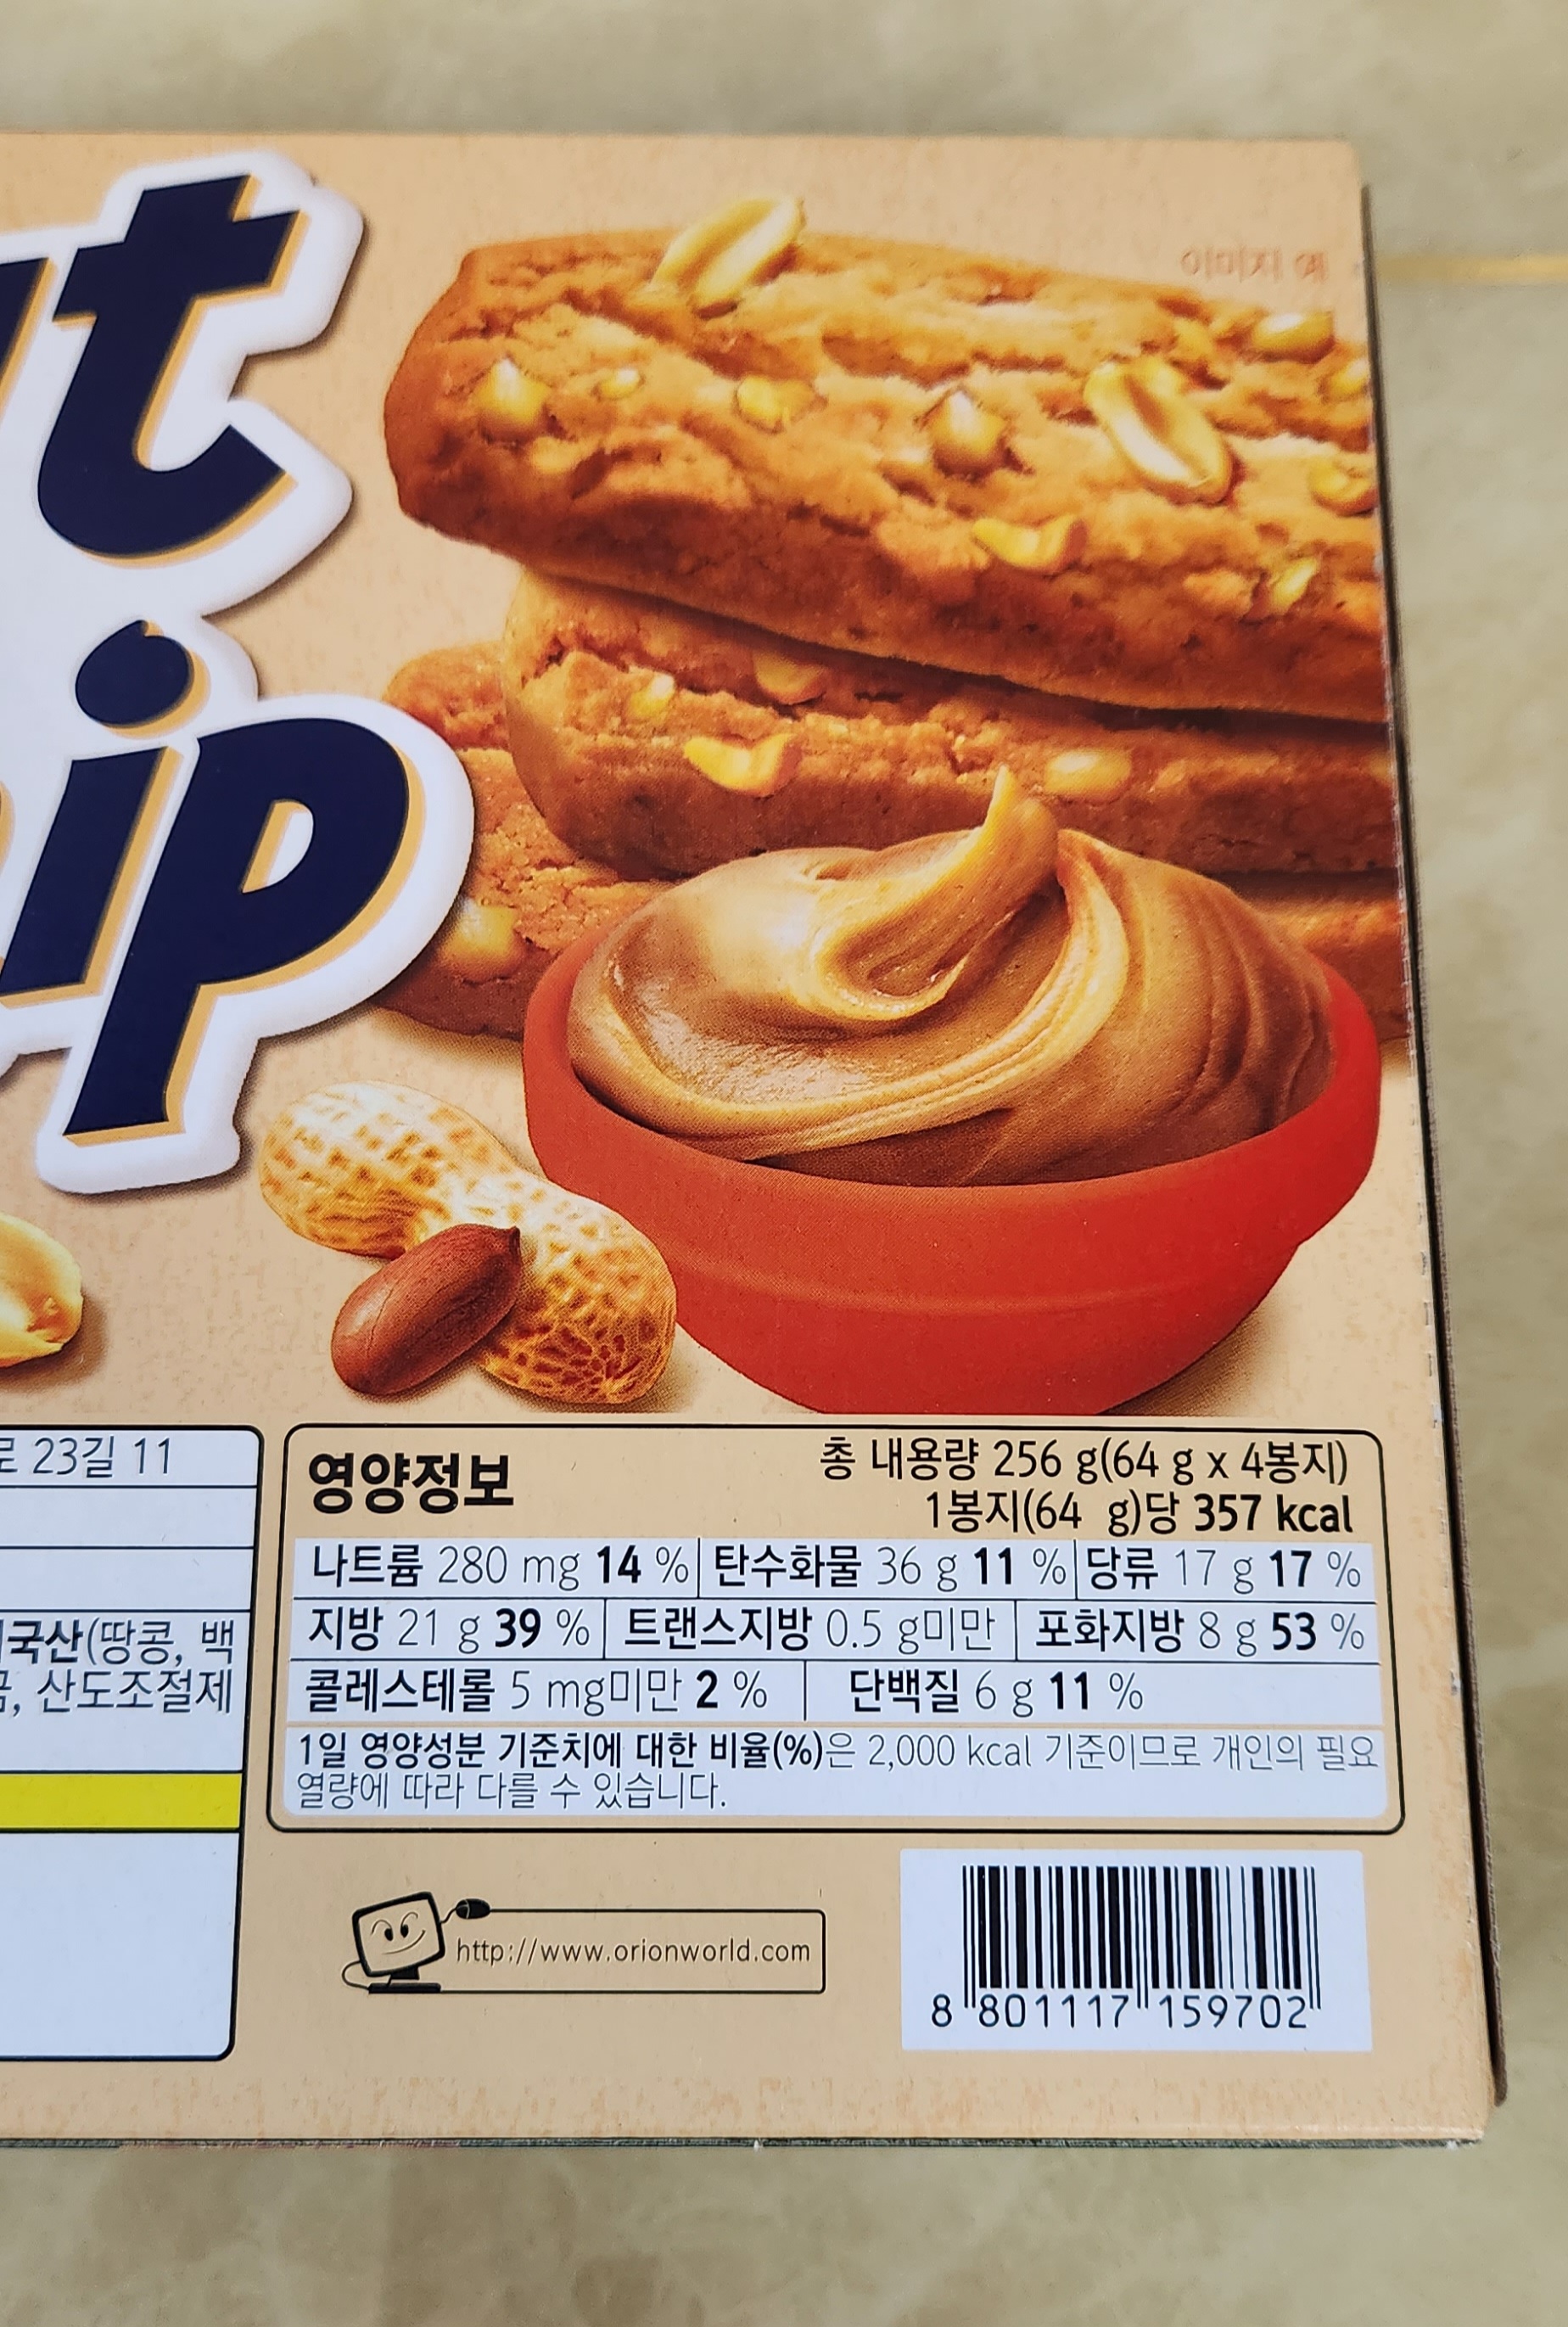 t
ip
이미지 예
로 23길 11
국산(땅콩, 백
, 산도조절제
영양정보
총 내용량 256 g(64 g x 4봉지)
1봉지(64 g)당 357 kcal
나트륨 280 mg 14 % 탄수화물 36 g 11 % 당류 17 g 17 %
지방 21 g 39 % 트랜스지방 0.5 g미만 포화지방 8 g 53 %
콜레스테롤 5 mg미만 2 % 단백질 6 g 11 %
1일 영양성분 기준치에 대한 비율(%)은 2,000 kcal 기준이므로 개인의 필요
열량에 따라 다를 수 있습니다.
http://www.orionworld.com
8 801117 159702